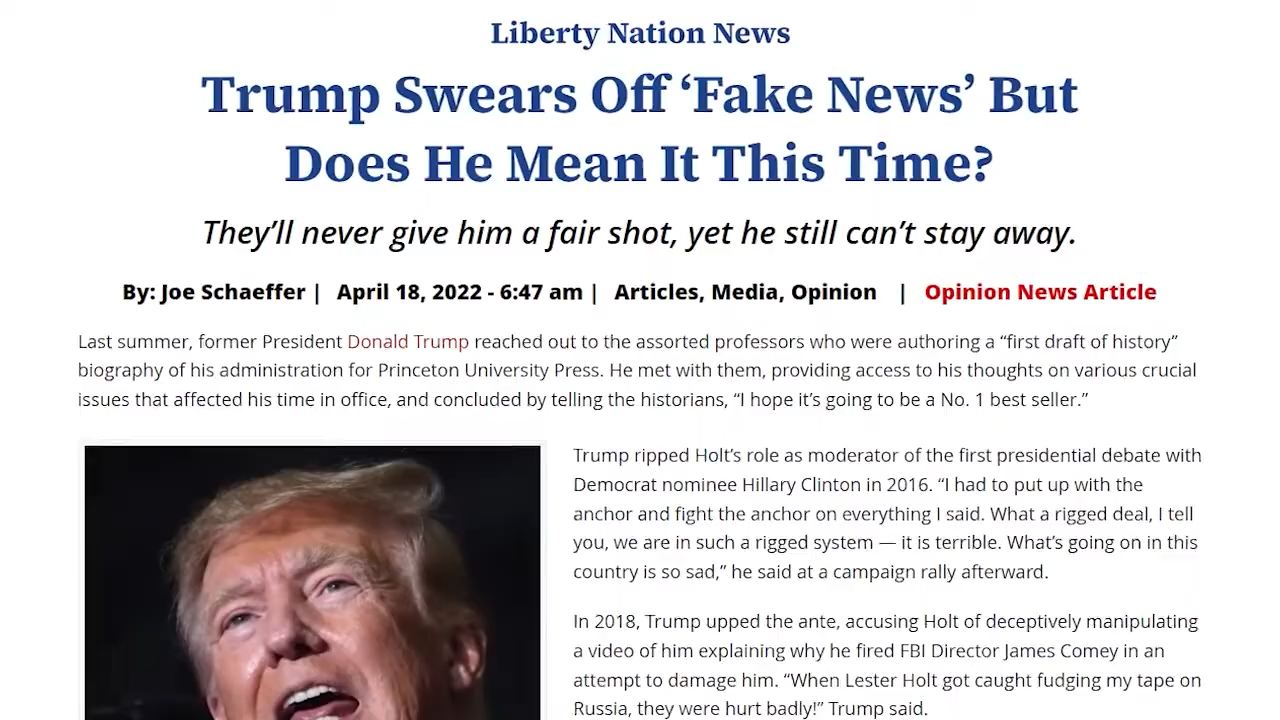 Liberty Nation News
Trump Swears Off ‘Fake News’ But
Does He Mean It This Time?
They’ll never give him a fair shot, yet he still can’t stay away.
By: Joe Schaeffer | April 18, 2022 - 6:47 am | Articles, Media, Opinion | Opinion News Article
Last summer, former President Donald Trump reached out to the assorted professors who were authoring a “first draft of history”
biography of his administration for Princeton University Press. He met with them, providing access to his thoughts on various crucial
issues that affected his time in office, and concluded by telling the historians, “I hope it’s going to be a No. 1 best seller.”
Trump ripped Holt’s role as moderator of the first presidential debate with
Democrat nominee Hillary Clinton in 2016. “I had to put up with the
anchor and fight the anchor on everything I said. What a rigged deal, I tell
you, we are in such a rigged system — it is terrible. What’s going on in this
country is so sad,” he said at a campaign rally afterward.
In 2018, Trump upped the ante, accusing Holt of deceptively manipulating
a video of him explaining why he fired FBI Director James Comey in an
attempt to damage him. “When Lester Holt got caught fudging my tape on
Russia, they were hurt badly!” Trump said.